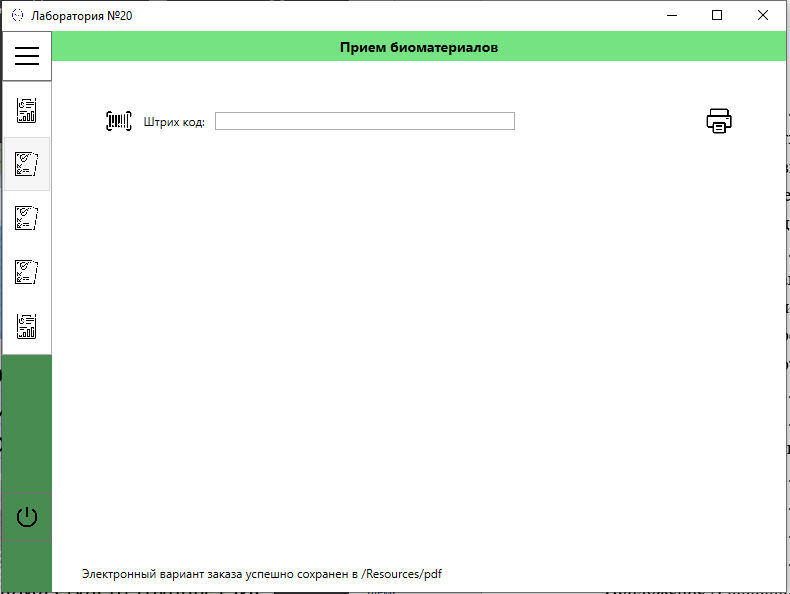 Лаборатория №20
Прием биоматериалов
Штрих код:
Электронный вариант заказа успешно сохранен в /Resources/pdf